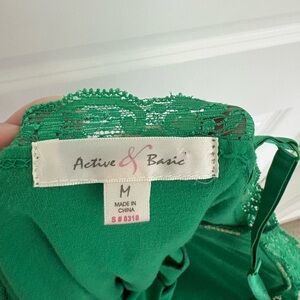 Active & Basic
M
MADE IN
CHINA
S # 8318